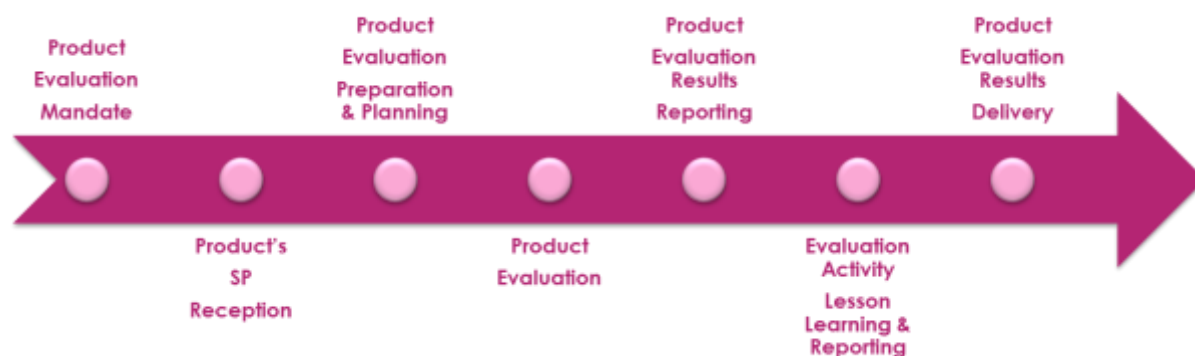 Product
Evaluation
Mandate
Product's
SP
Reception
Product
Evaluation
Preparation
& Planning
Product
Evaluation
Product
Evaluation
Results
Reporting
Evaluation
Activity
Lesson
Learning &
Reporting
Product
Evaluation
Results
Delivery